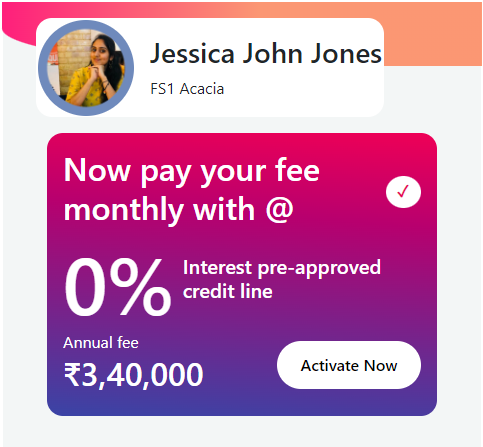 Jessica John Jones
FS1 Acacia
Now pay your fee
monthly with @
✓
0%
Interest pre-approved
credit line
Annual fee
₹3,40,000
Activate Now